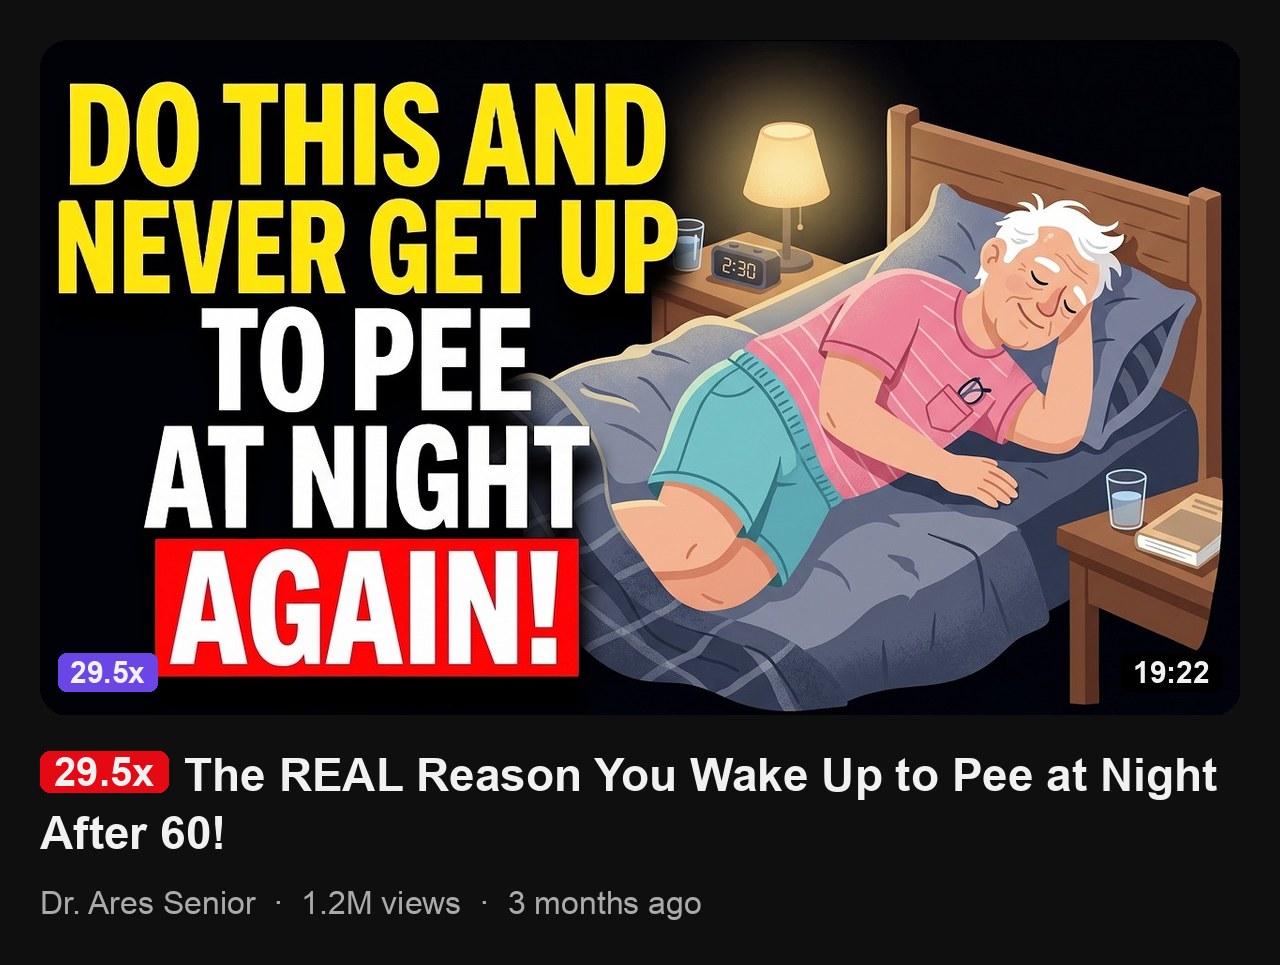 DO THIS AND
NEVER GET UP
TO PEE
AT NIGHT
AGAIN!
2:30
29.5x
19:22
29.5x The REAL Reason You Wake Up to Pee at Night
After 60!
Dr. Ares Senior · 1.2M views · 3 months ago